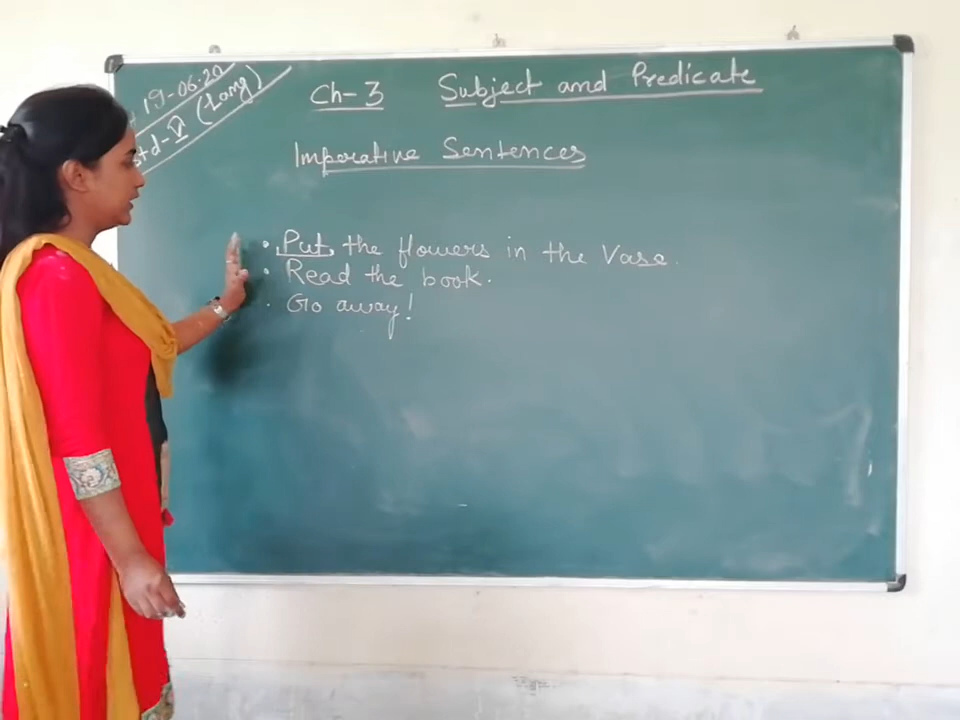 19-06-20
std-V (Lang)
Ch-3 Subject and Predicate
Imperative Sentences
• Put the flowers in the Vase.
• Read the book.
• Go away!